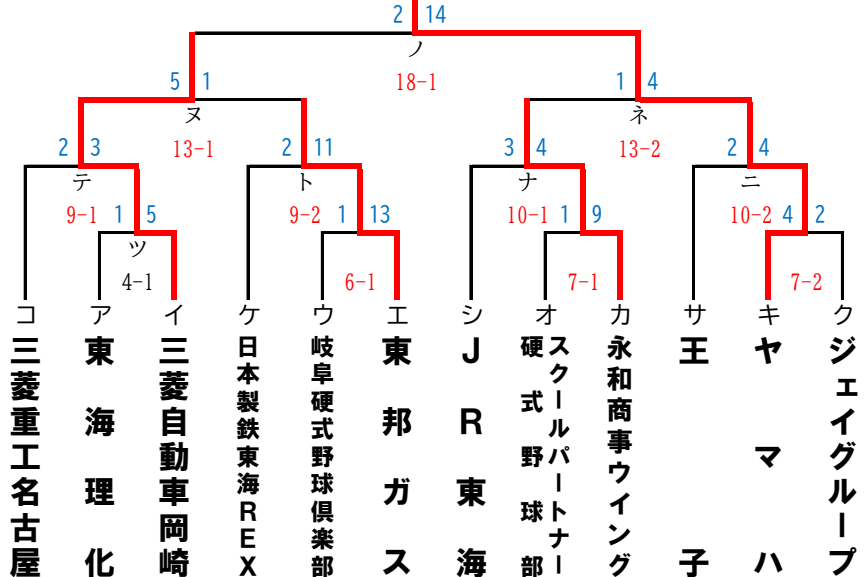 2 14
ノ
18-1
5 1
ヌ
13-1
1 4
ネ
13-2
2 3
テ
9-1
2 11
ト
9-2
3 4
ナ
10-1
2 4
ニ
10-2
1 5
ツ
4-1
1 13
6-1
1 9
7-1
4 2
7-2
コ ア イ ケ ウ エ シ オ カ サ キ ク
三菱重工名古屋
東海理化
三菱自動車岡崎
日本製鉄東海REX
岐阜硬式野球倶楽部
東邦ガス
JR東海
スクールパートナー
硬式野球部
永和商事ウイング
王子
ヤマハ
ジェイグループ